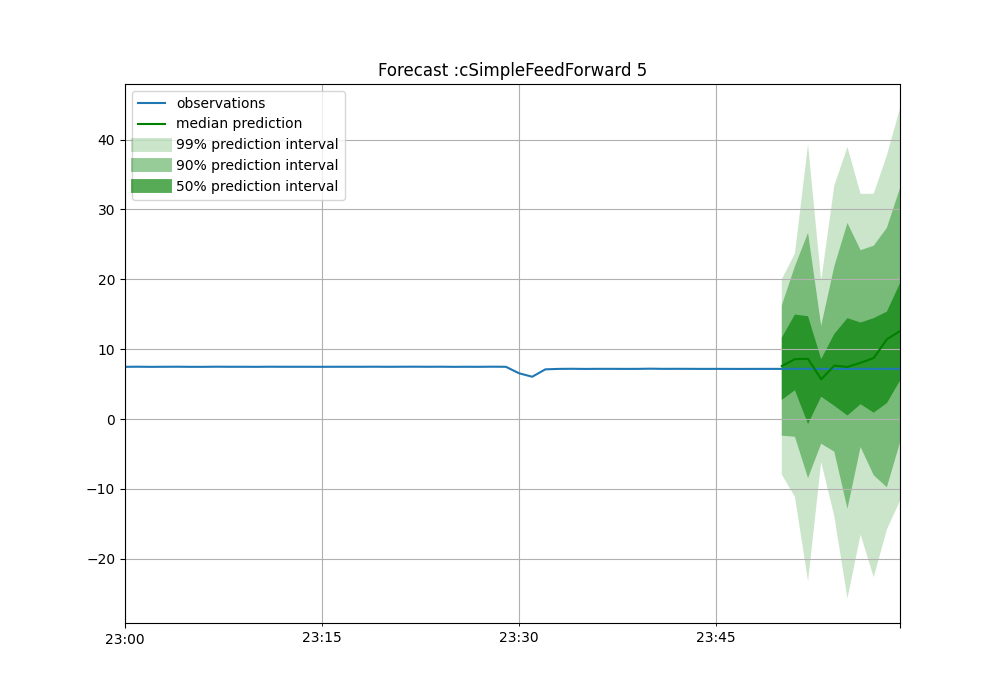 Forecast :cSimpleFeedForward 5
observations
median prediction
99% prediction interval
90% prediction interval
50% prediction interval
40
30
20
10
0
−10
−20
23:00
23:15
23:30
23:45